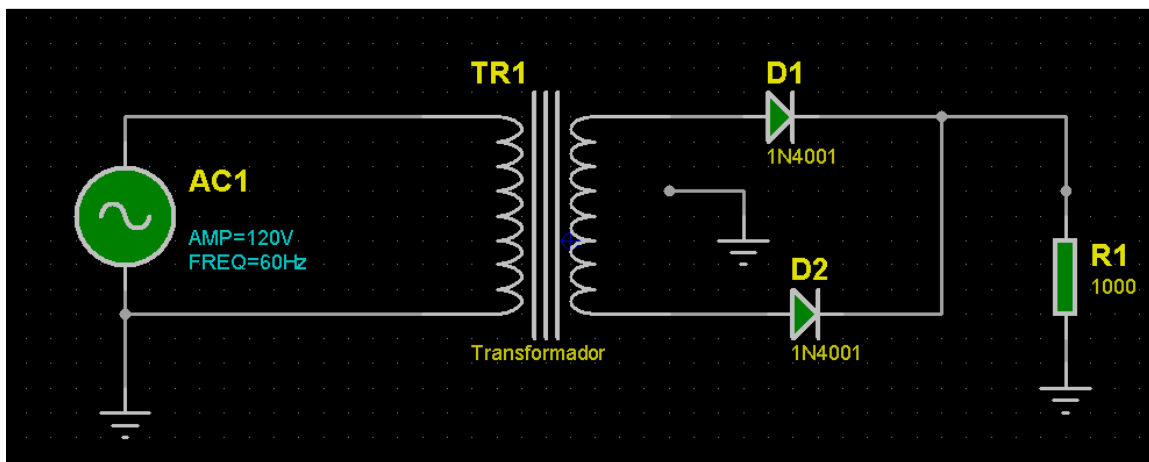 TR1
D1
1N4001
AC1
AMP=120V
FREQ=60Hz
D2
1N4001
R1
1000
Transformador